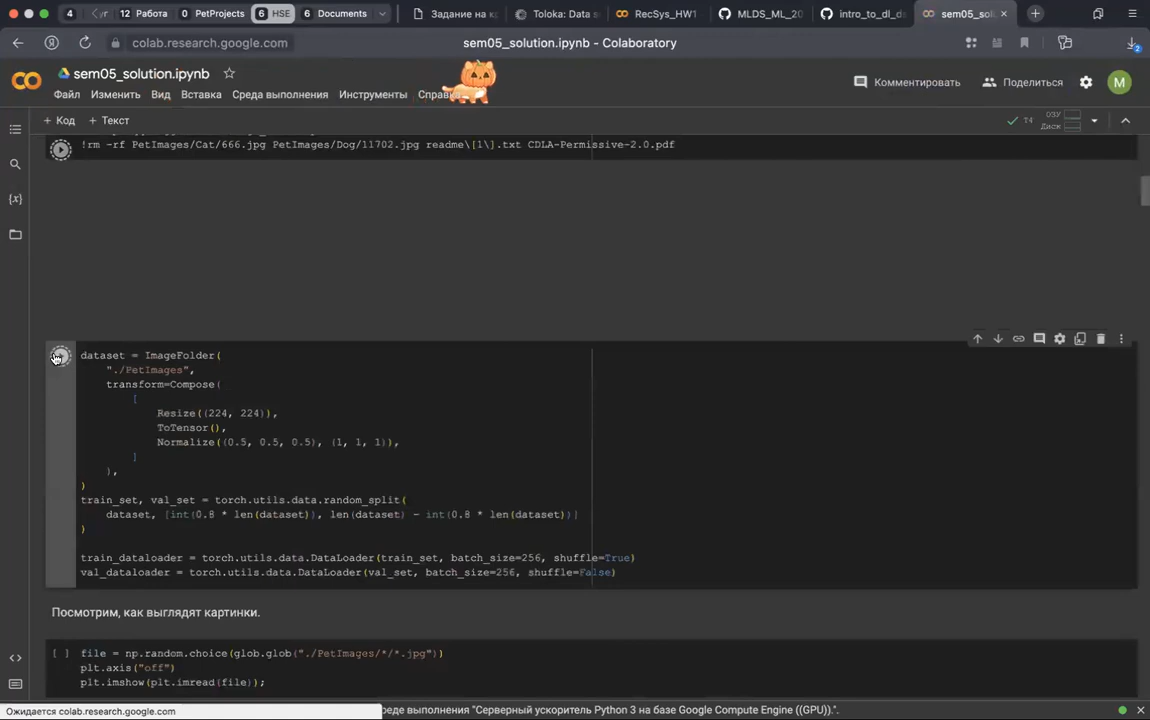 4
12 Работа
0 PetProjects
6 HSE
6 Documents
Задание на к
Toloka: Data s
RecSys_HW1
MLDS_ML_20
intro_to_dl_d
sem05_sol
colab.research.google.com
sem05_solution.ipynb - Colaboratory
2
sem05_solution.ipynb
Файл Изменить Вид Вставка Среда выполнения Инструменты Справк
Комментировать
Поделиться
M
+ Код + Текст
T4
ОЗУ
Диск
!rm -rf PetImages/Cat/666.jpg PetImages/Dog/11702.jpg readme\[1\].txt CDLA-Permissive-2.0.pdf
dataset = ImageFolder(
"./PetImages",
transform=Compose(
[
Resize((224, 224)),
ToTensor(),
Normalize((0.5, 0.5, 0.5), (1, 1, 1)),
]
),
)
train_set, val_set = torch.utils.data.random_split(
dataset, [int(0.8 * len(dataset)), len(dataset) - int(0.8 * len(dataset))]
)
train_dataloader = torch.utils.data.DataLoader(train_set, batch_size=256, shuffle=True)
val_dataloader = torch.utils.data.DataLoader(val_set, batch_size=256, shuffle=False)
Посмотрим, как выглядят картинки.
[ ] file = np.random.choice(glob.glob("./PetImages/*/*.jpg"))
plt.axis("off")
plt.imshow(plt.imread(file));
Ожидается colab.research.google.com
реде выполнения "Серверный ускоритель Python 3 на базе Google Compute Engine ((GPU)).".